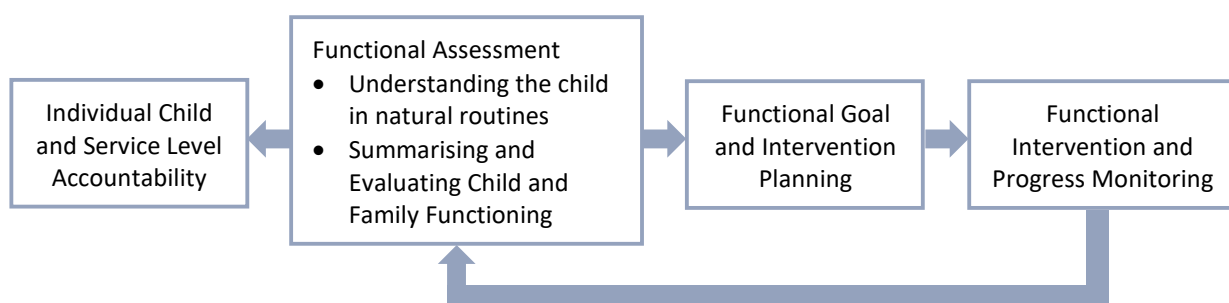 Individual Child
and Service Level
Accountability
Functional Assessment
• Understanding the child
in natural routines
• Summarising and
Evaluating Child and
Family Functioning
Functional Goal
and Intervention
Planning
Functional
Intervention and
Progress Monitoring